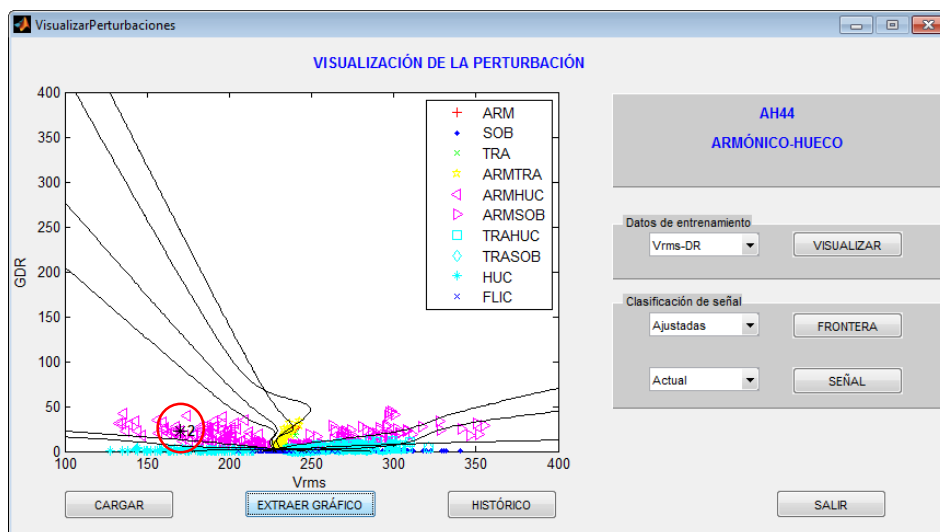 VisualizarPerturbaciones
VISUALIZACIÓN DE LA PERTURBACIÓN
400
350
300
250
200
150
100
50
0
GDR
100 150 200 250 300 350 400
Vrms
2
ARM
SOB
TRA
ARMTRA
ARMHUC
ARMSOB
TRAHUC
TRASOB
HUC
FLIC
AH44
ARMÓNICO-HUECO
Datos de entrenamiento
Vrms-DR VISUALIZAR
Clasificación de señal
Ajustadas FRONTERA
Actual SEÑAL
CARGAR EXTRAER GRÁFICO HISTÓRICO SALIR